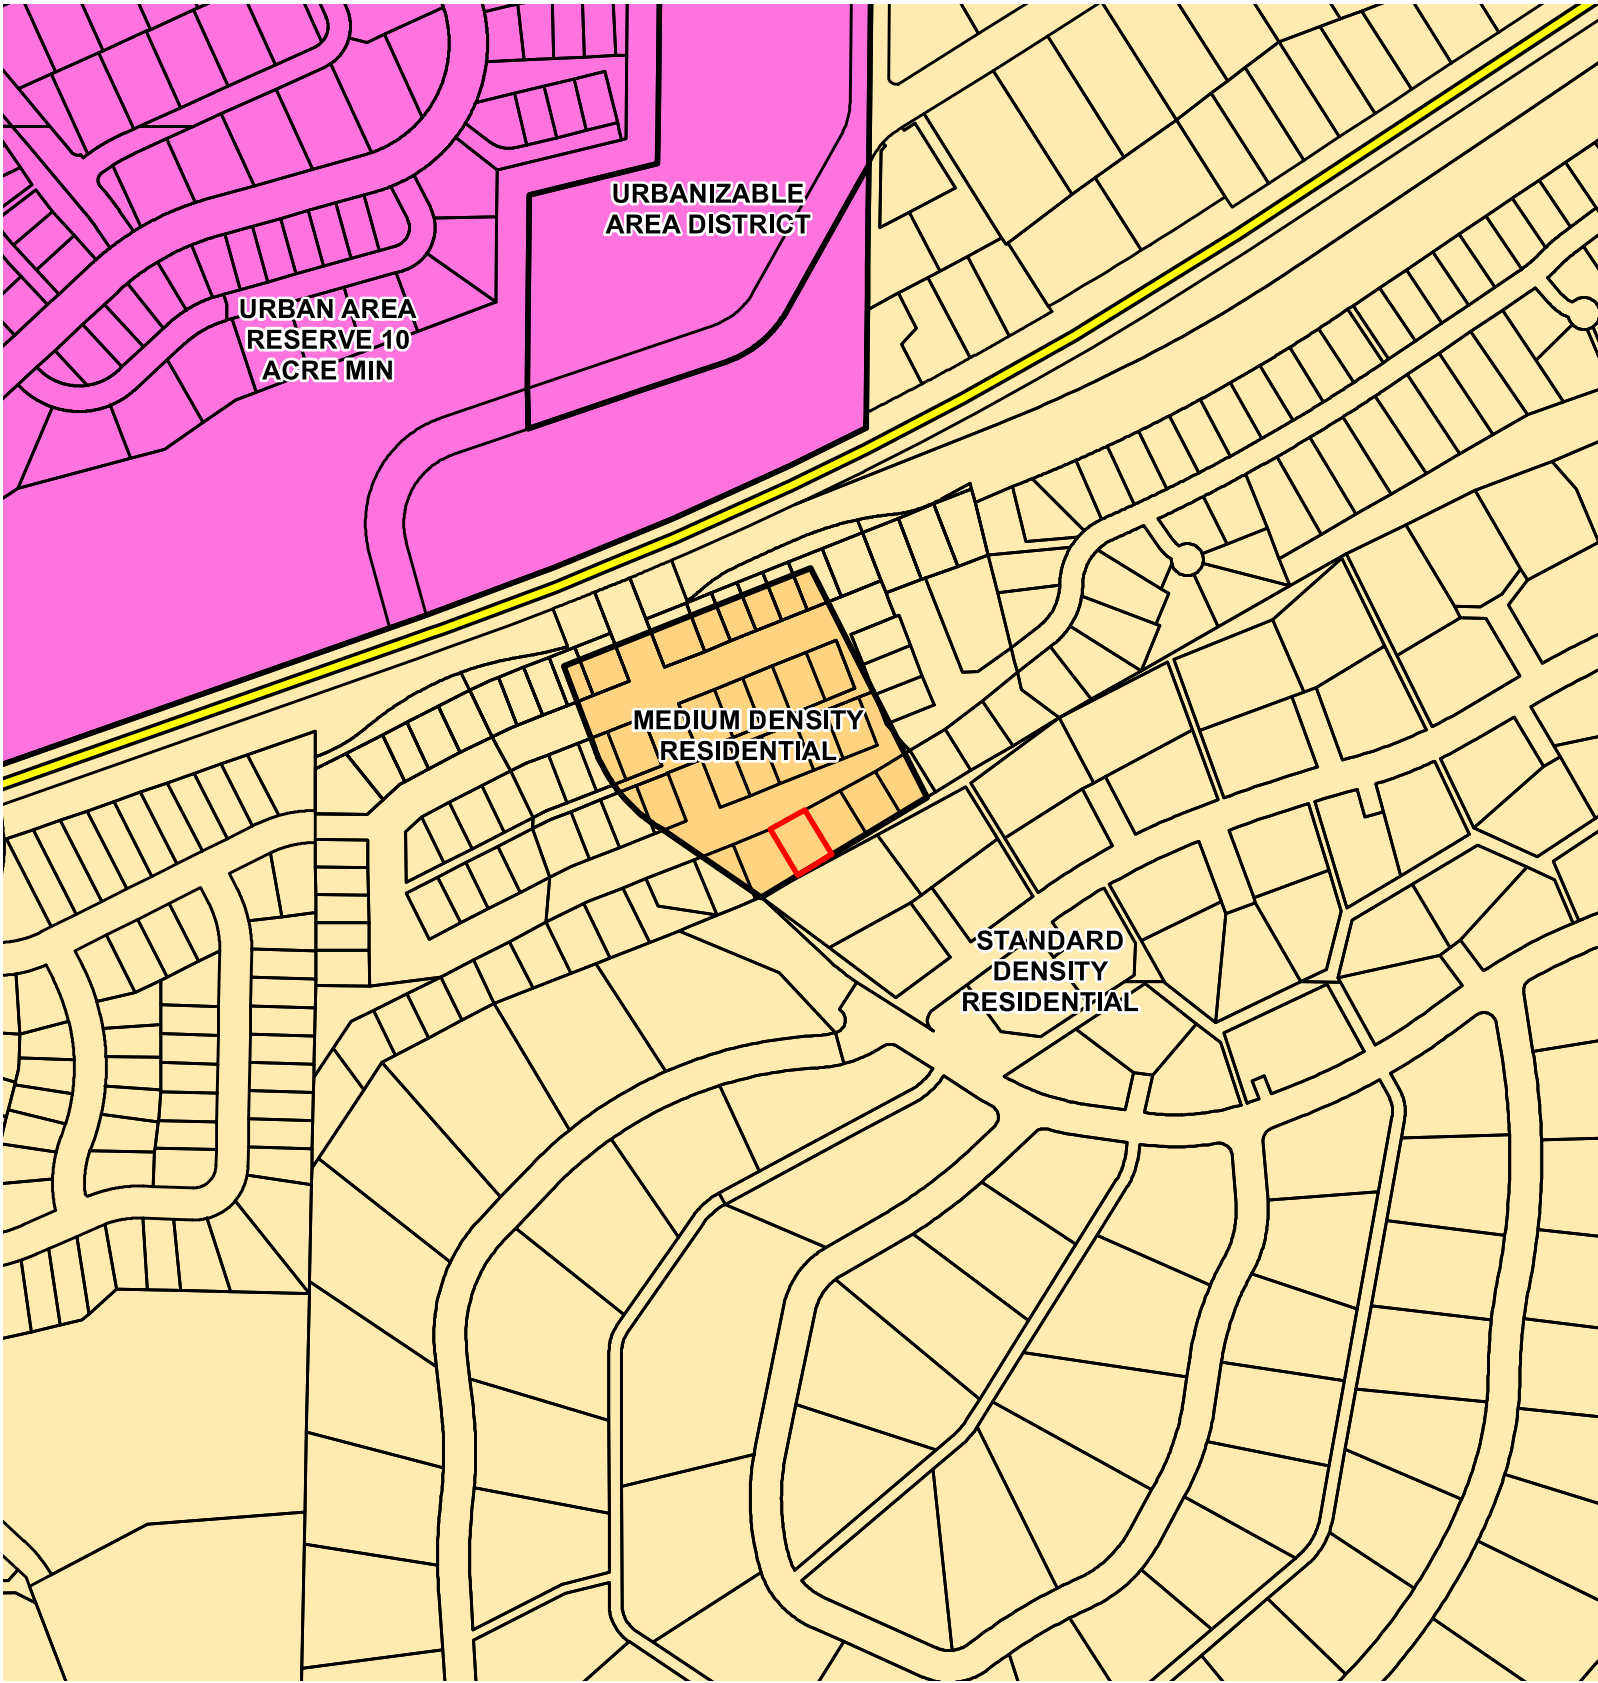 URBANIZABLE
AREA DISTRICT
URBAN AREA
RESERVE 10
ACRE MIN
MEDIUM DENSITY
RESIDENTIAL
STANDARD
DENSITY
RESIDENTIAL